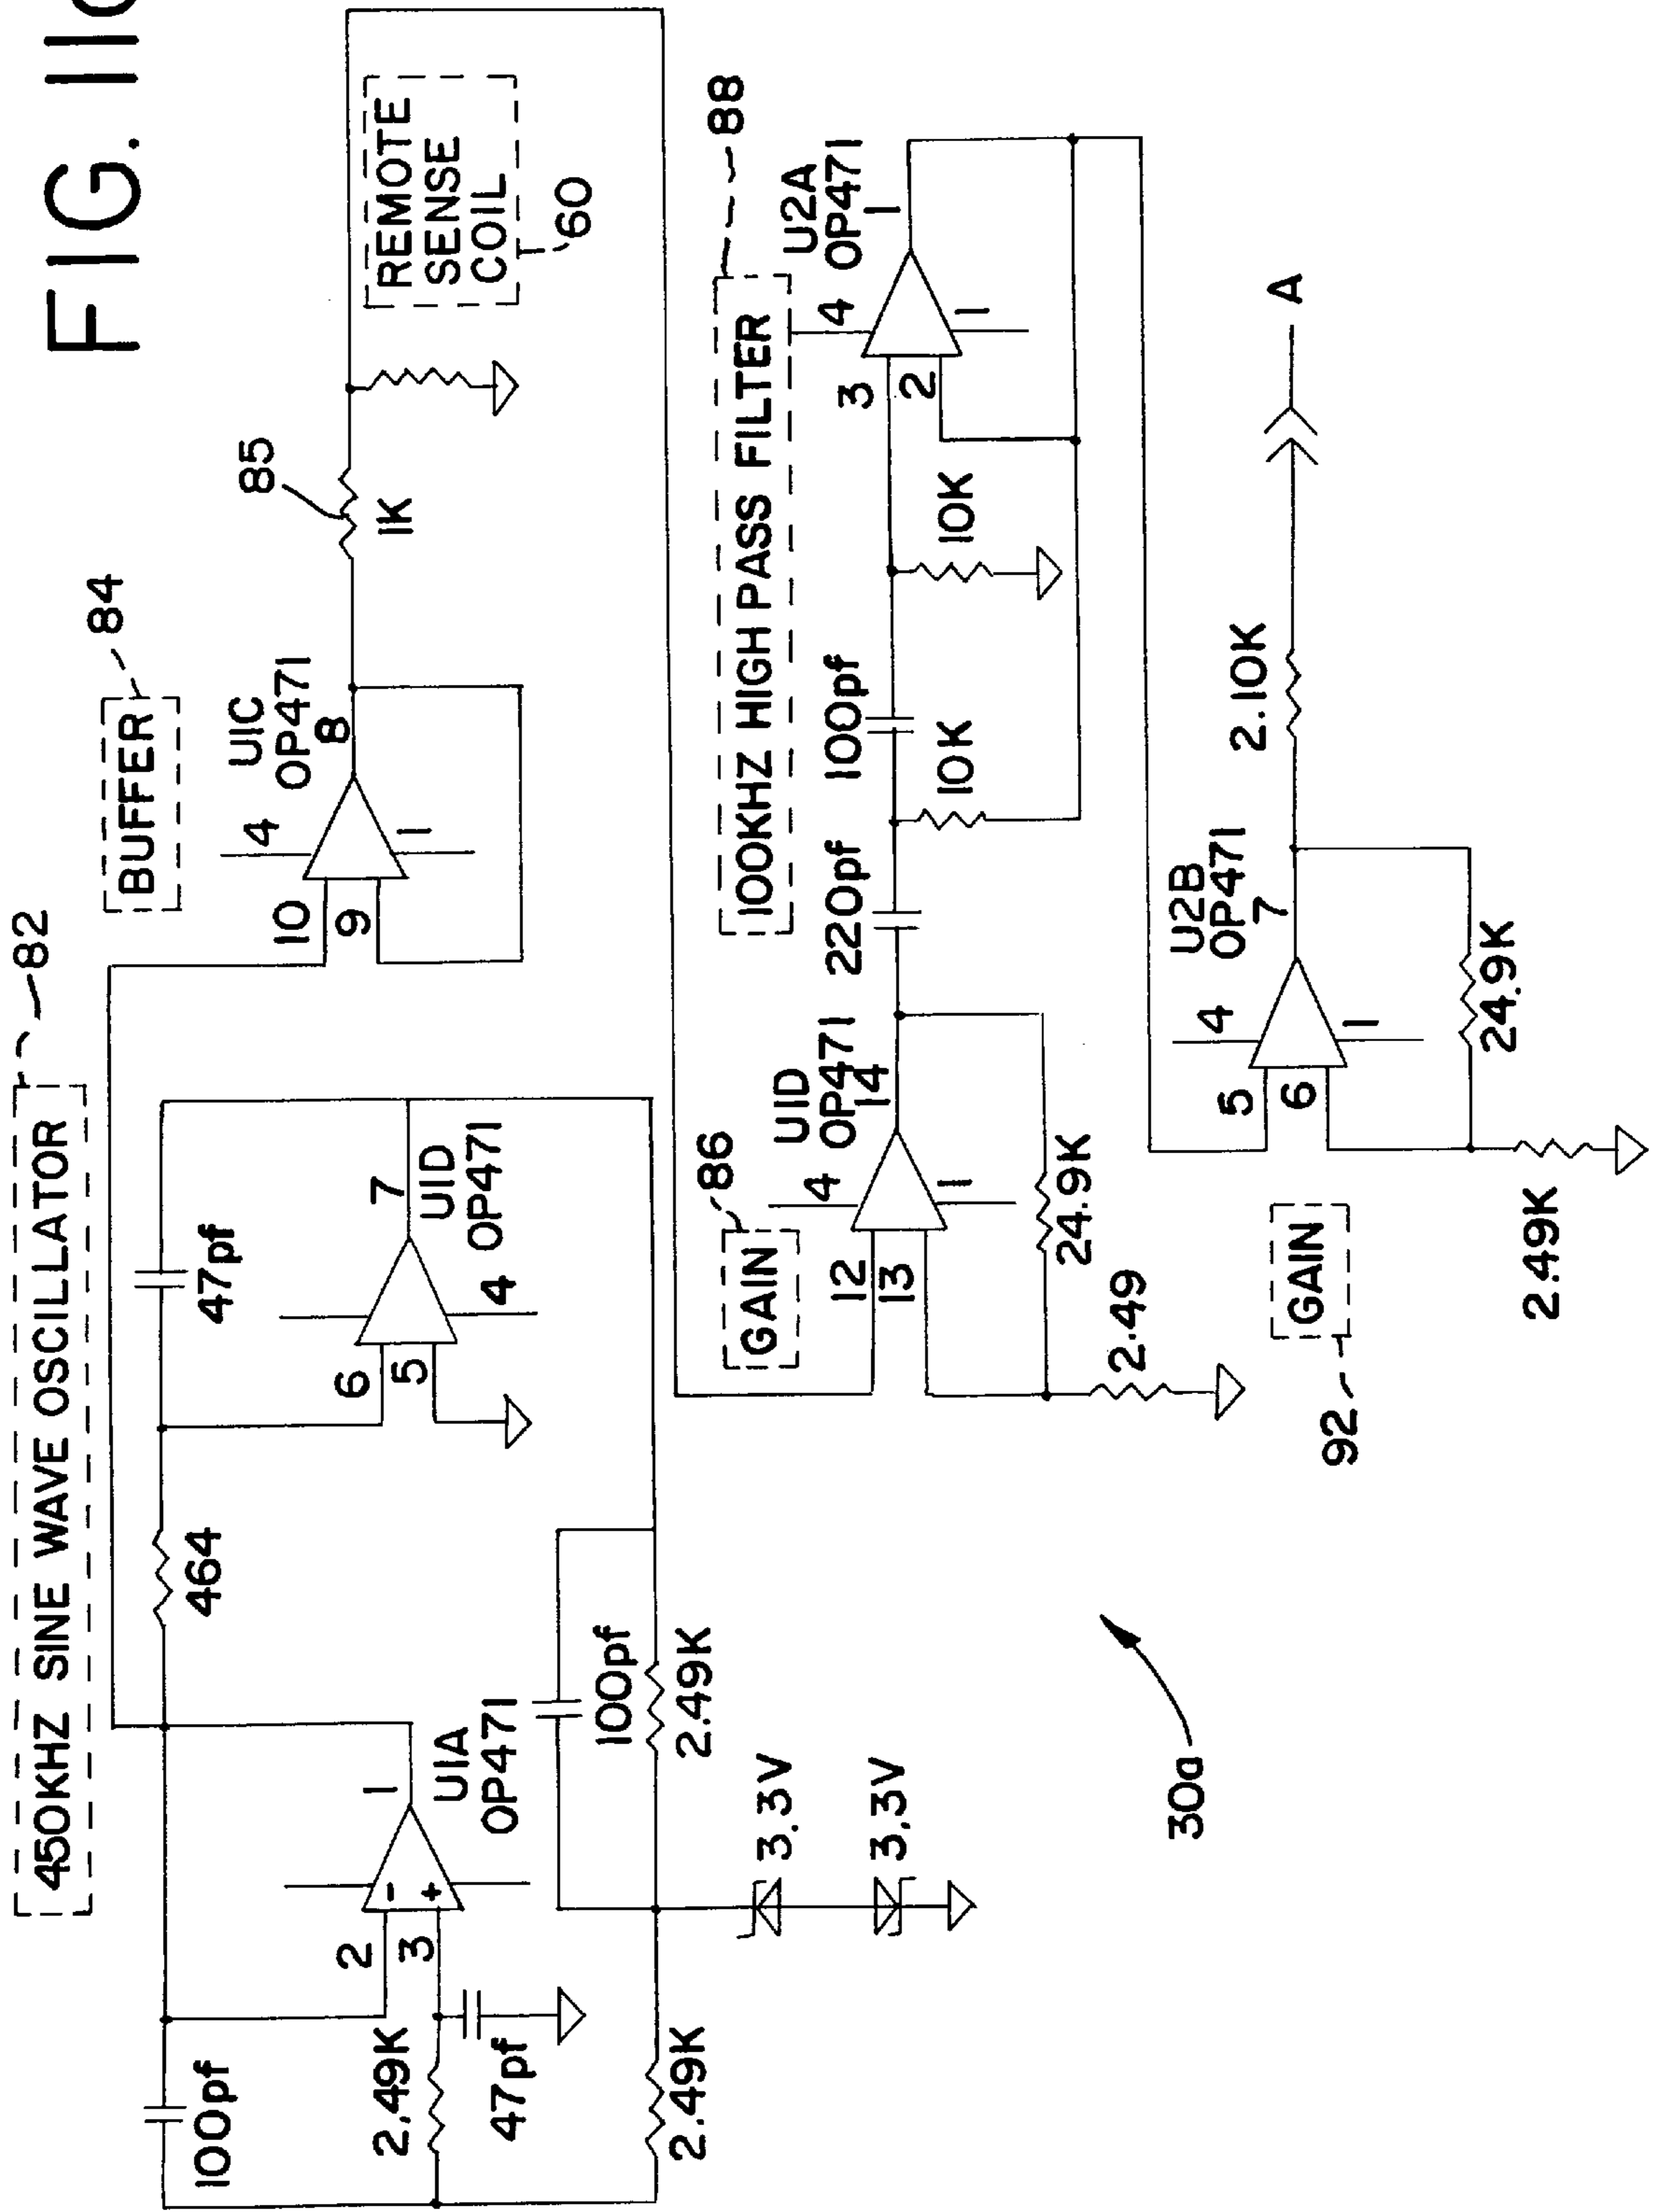 FIG. 11
450KHZ SINE WAVE OSCILLATOR
82
100pf
464
47pf
2
3
-
+
1
U1A
OP471
2.49K
47pf
6
5
7
4
U1D
OP471
100pf
2.49K
2.49K
3.3V
3.3V
BUFFER
84
10
9
4
1
U1C
OP471
8
85
1K
REMOTE
SENSE
COIL
60
GAIN
86
12
13
4
1
U1D
OP471
14
24.9K
2.49
100KHZ HIGH PASS FILTER
88
220pf
100pf
10K
10K
3
2
4
1
U2A
OP471
1
GAIN
92
5
6
4
1
U2B
OP471
7
24.9K
2.49K
2.10K
A
30a